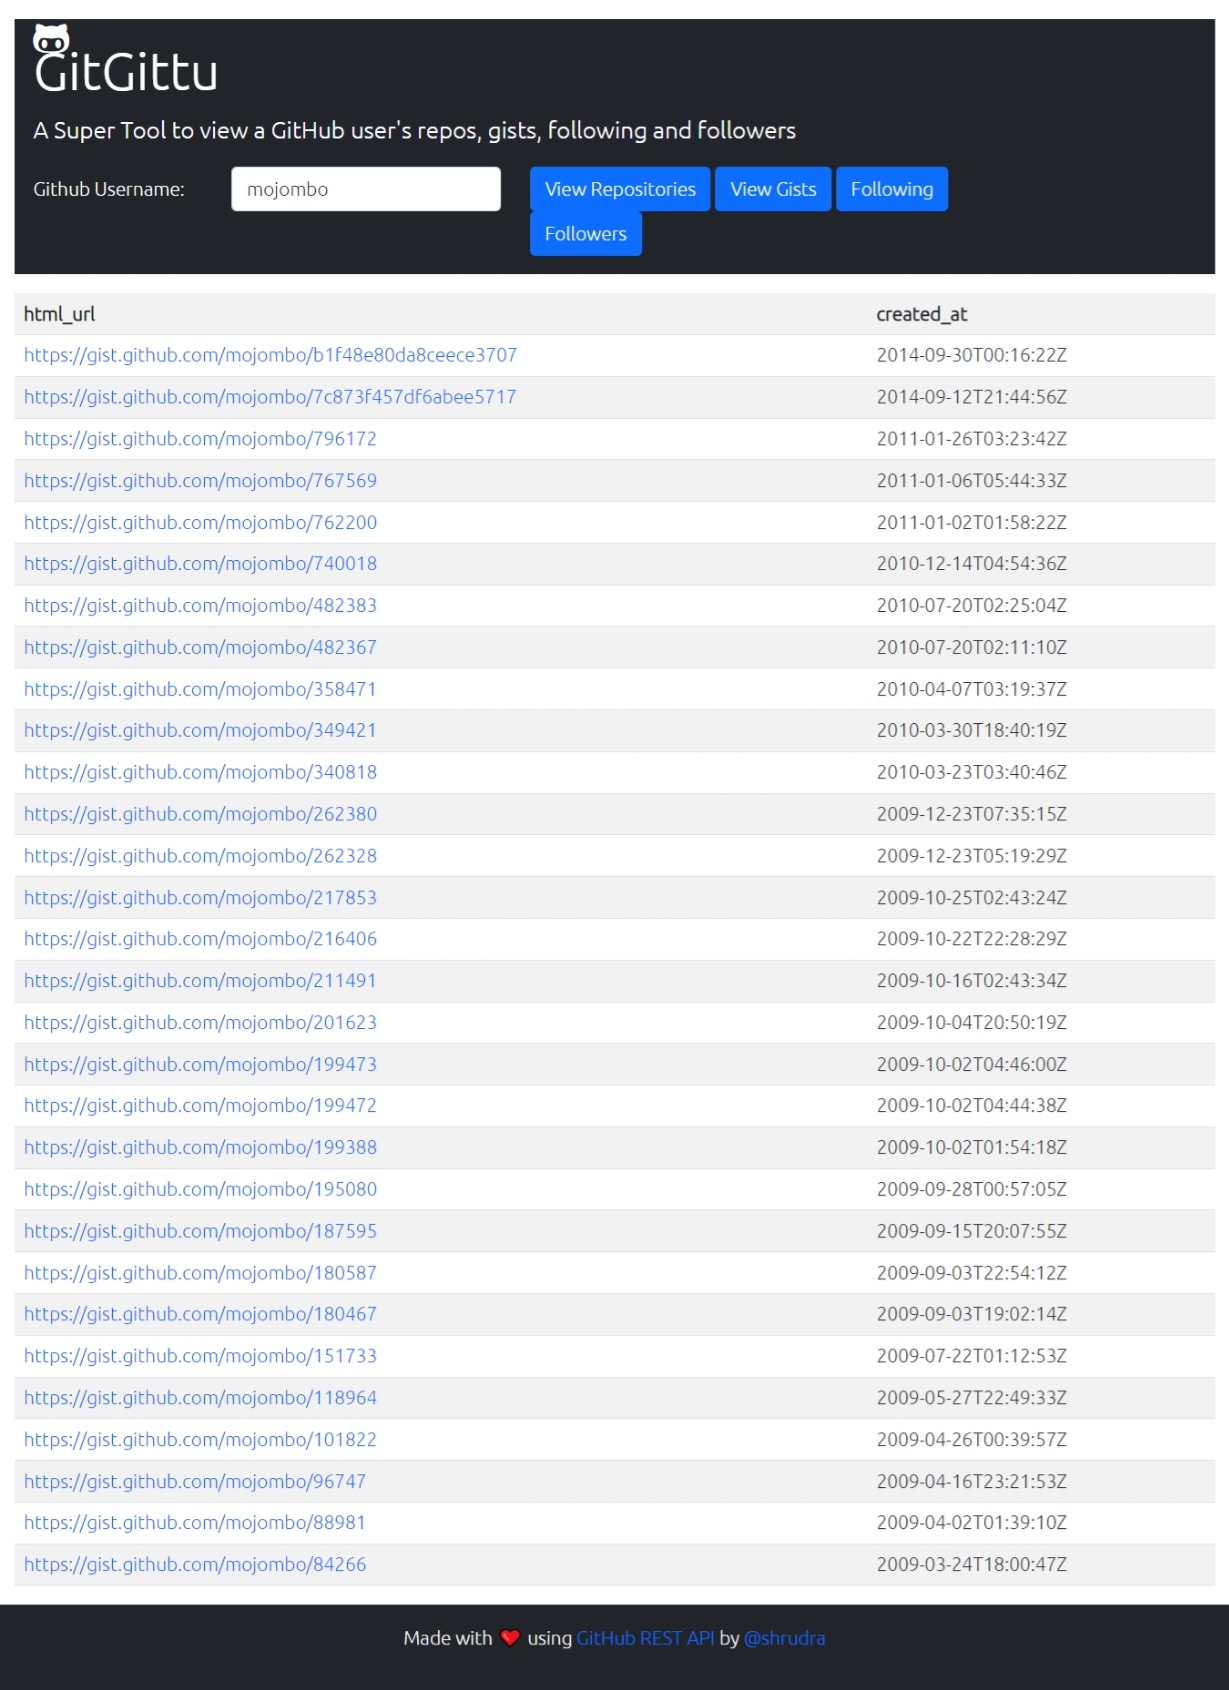 GitGittu
A Super Tool to view a GitHub user's repos, gists, following and followers
Github Username: mojombo View Repositories View Gists Following
Followers
html_url created_at
https://gist.github.com/mojombo/b1f48e80da8ceece3707 2014-09-30T00:16:22Z
https://gist.github.com/mojombo/7c873f457df6abee5717 2014-09-12T21:44:56Z
https://gist.github.com/mojombo/796172 2011-01-26T03:23:42Z
https://gist.github.com/mojombo/767569 2011-01-06T05:44:33Z
https://gist.github.com/mojombo/762200 2011-01-02T01:58:22Z
https://gist.github.com/mojombo/740018 2010-12-14T04:54:36Z
https://gist.github.com/mojombo/482383 2010-07-20T02:25:04Z
https://gist.github.com/mojombo/482367 2010-07-20T02:11:10Z
https://gist.github.com/mojombo/358471 2010-04-07T03:19:37Z
https://gist.github.com/mojombo/349421 2010-03-30T18:40:19Z
https://gist.github.com/mojombo/340818 2010-03-23T03:40:46Z
https://gist.github.com/mojombo/262380 2009-12-23T07:35:15Z
https://gist.github.com/mojombo/262328 2009-12-23T05:19:29Z
https://gist.github.com/mojombo/217853 2009-10-25T02:43:24Z
https://gist.github.com/mojombo/216406 2009-10-22T22:28:29Z
https://gist.github.com/mojombo/211491 2009-10-16T02:43:34Z
https://gist.github.com/mojombo/201623 2009-10-04T20:50:19Z
https://gist.github.com/mojombo/199473 2009-10-02T04:46:00Z
https://gist.github.com/mojombo/199472 2009-10-02T04:44:38Z
https://gist.github.com/mojombo/199388 2009-10-02T01:54:18Z
https://gist.github.com/mojombo/195080 2009-09-28T00:57:05Z
https://gist.github.com/mojombo/187595 2009-09-15T20:07:55Z
https://gist.github.com/mojombo/180587 2009-09-03T22:54:12Z
https://gist.github.com/mojombo/180467 2009-09-03T19:02:14Z
https://gist.github.com/mojombo/151733 2009-07-22T01:12:53Z
https://gist.github.com/mojombo/118964 2009-05-27T22:49:33Z
https://gist.github.com/mojombo/101822 2009-04-26T00:39:57Z
https://gist.github.com/mojombo/96747 2009-04-16T23:21:53Z
https://gist.github.com/mojombo/88981 2009-04-02T01:39:10Z
https://gist.github.com/mojombo/84266 2009-03-24T18:00:47Z
Made with ❤️ using GitHub REST API by @shrudra